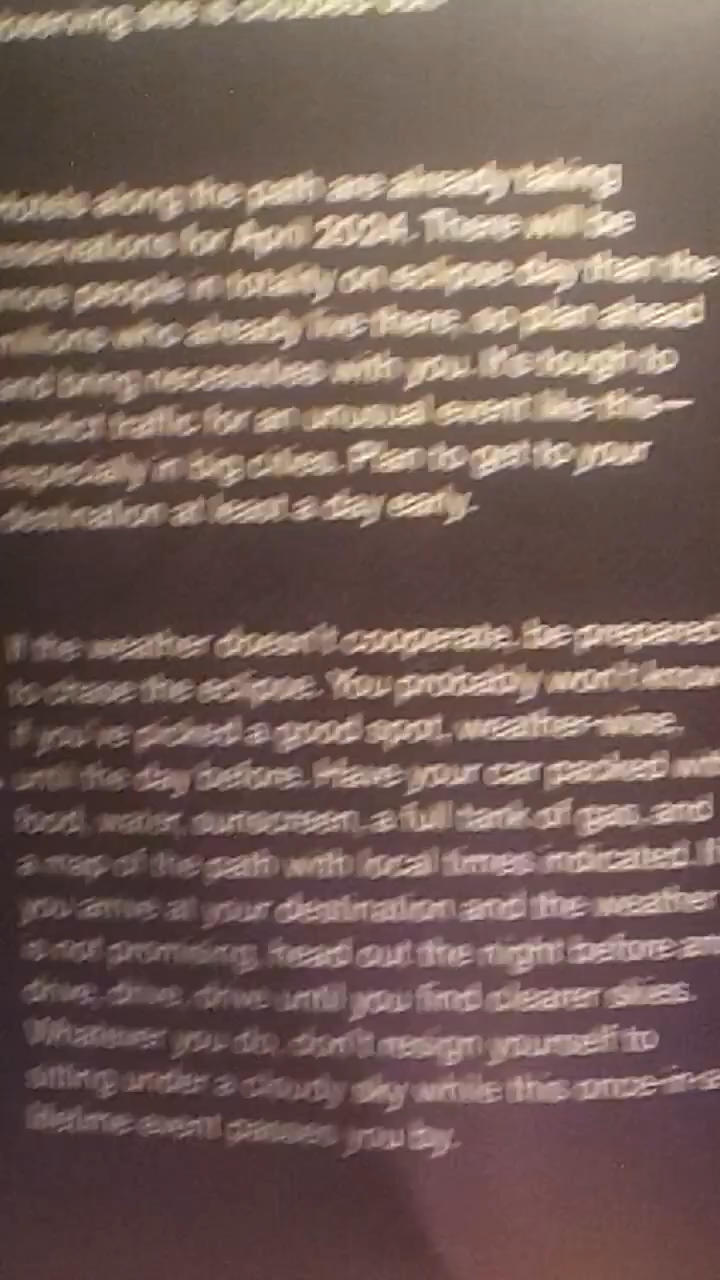 along the path are already taking
for April 2024. There will be
people in totality on eclipse day than the
who already live there, so plan ahead
and bring necessities with you. It's tough to
predict traffic for an unusual event like this—
especially in big cities. Plan to get to your
destination at least a day early.
If the weather doesn't cooperate, be prepared
to chase the eclipse. You probably won't know
if you've picked a good spot, weather-wise,
until the day before. Have your car packed
food, water, sunscreen, a full tank of gas, and
a map of the path with local times indicated. If
you arrive at your destination and the weather
is not promising, head out the night before
drive, drive, drive until you find clearer skies.
Whatever you do, don't resign yourself to
sitting under a cloudy sky while this once-in-a
lifetime event passes you by.